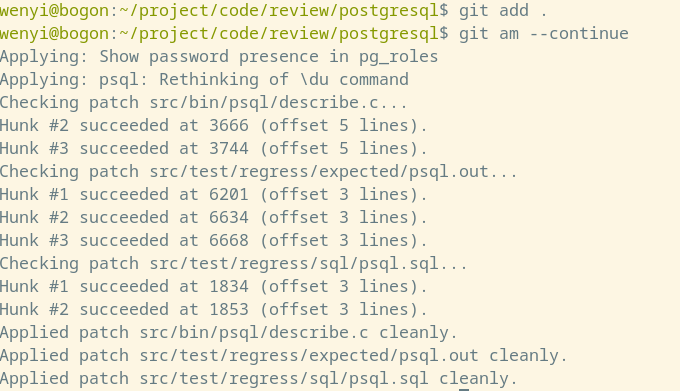 wenyi@bogon:~/project/code/review/postgresql$ git add .
wenyi@bogon:~/project/code/review/postgresql$ git am --continue
Applying: Show password presence in pg_roles
Applying: psql: Rethinking of \du command
Checking patch src/bin/psql/describe.c...
Hunk #2 succeeded at 3666 (offset 5 lines).
Hunk #3 succeeded at 3744 (offset 5 lines).
Checking patch src/test/regress/expected/psql.out...
Hunk #1 succeeded at 6201 (offset 3 lines).
Hunk #2 succeeded at 6634 (offset 3 lines).
Hunk #3 succeeded at 6668 (offset 3 lines).
Checking patch src/test/regress/sql/psql.sql...
Hunk #1 succeeded at 1834 (offset 3 lines).
Hunk #2 succeeded at 1853 (offset 3 lines).
Applied patch src/bin/psql/describe.c cleanly.
Applied patch src/test/regress/expected/psql.out cleanly.
Applied patch src/test/regress/sql/psql.sql cleanly.